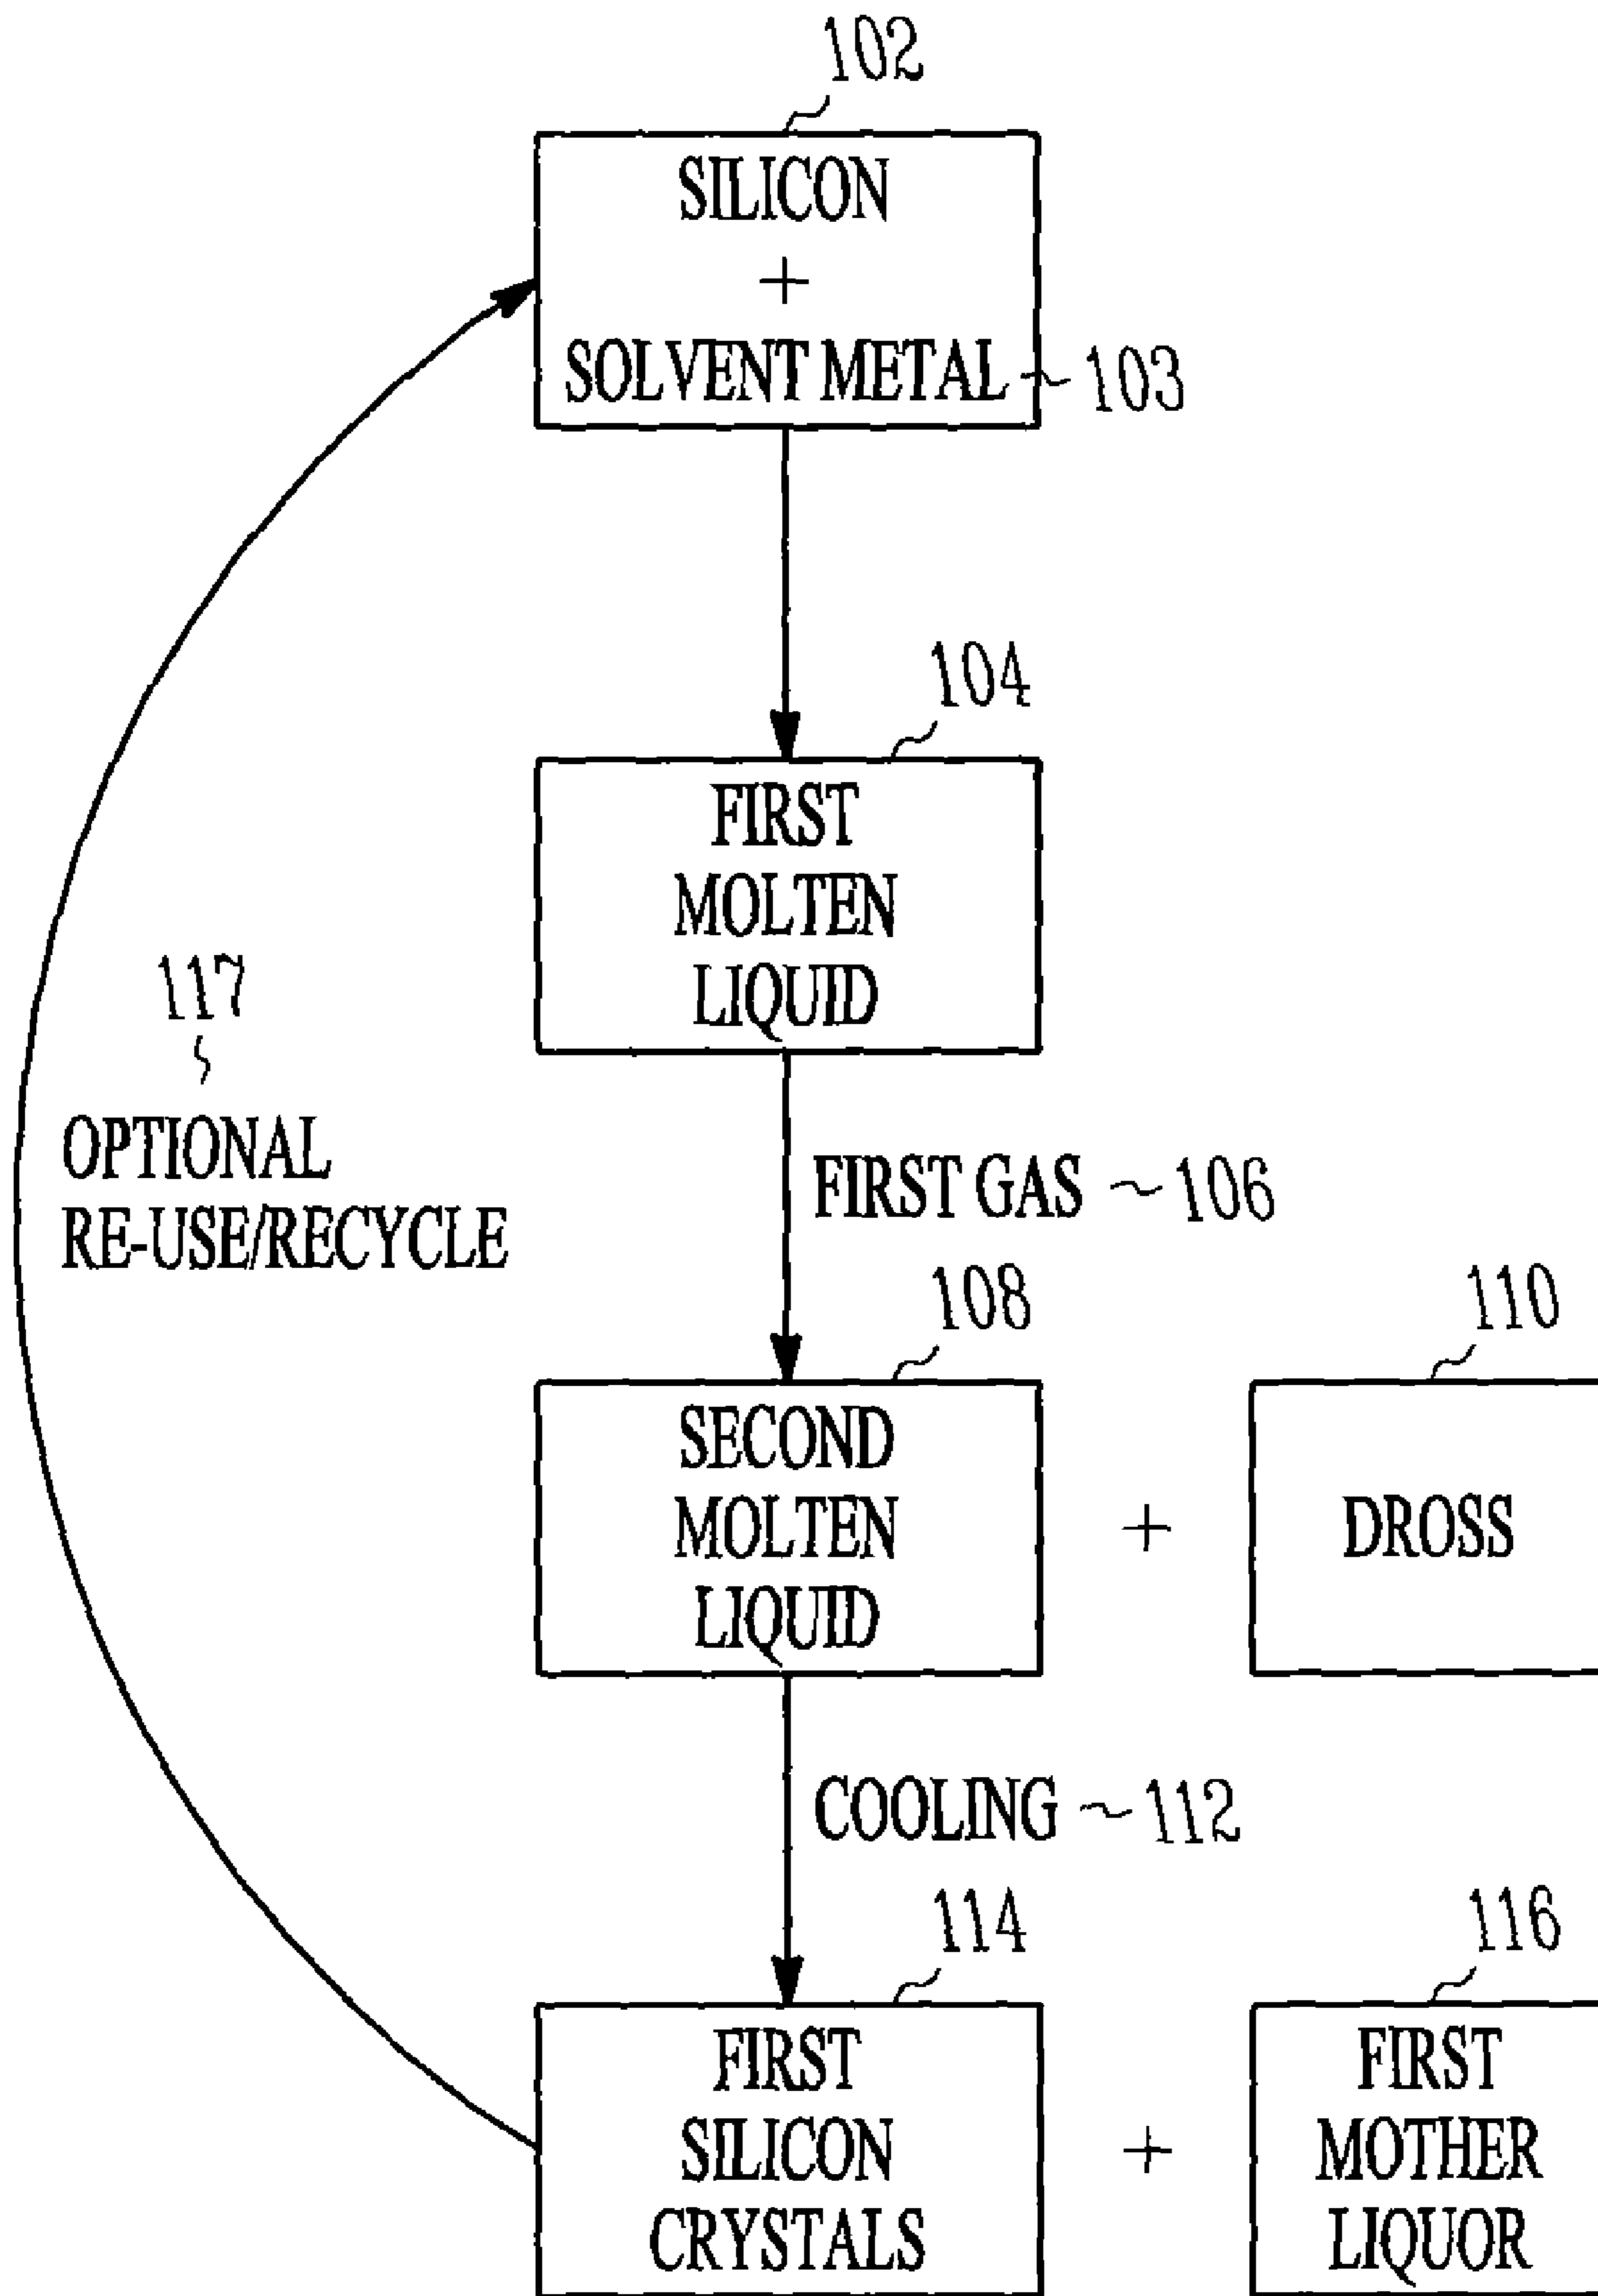 102
SILICON
+
SOLVENT METAL ~ 103
104
FIRST
MOLTEN
LIQUID
117
OPTIONAL
RE-USE/RECYCLE
FIRST GAS ~ 106
108
SECOND
MOLTEN
LIQUID
+
110
DROSS
COOLING ~ 112
114
FIRST
SILICON
CRYSTALS
+
116
FIRST
MOTHER
LIQUOR